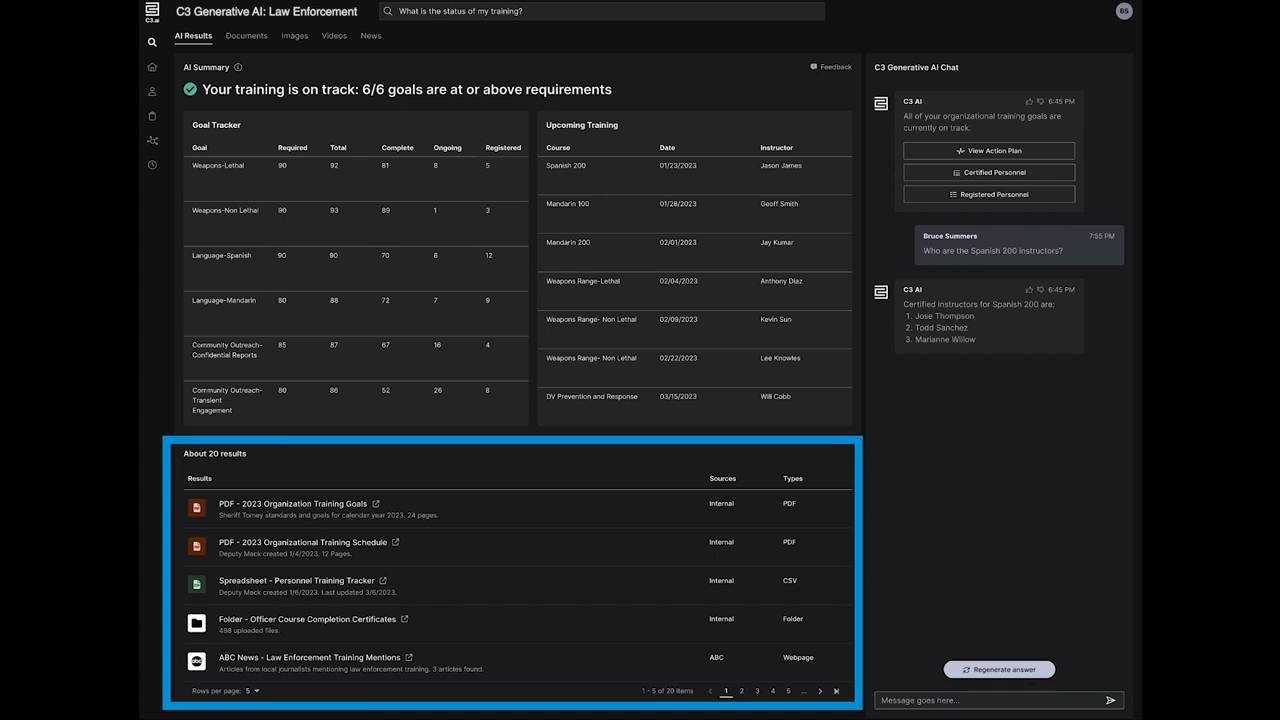 C3.ai
C3 Generative AI: Law Enforcement
What is the status of my training?
BS
AI Results Documents Images Videos News
AI Summary
Feedback
Your training is on track: 6/6 goals are at or above requirements
Goal Tracker
Goal Required Total Complete Ongoing Registered
Weapons-Lethal 90 92 81 8 5
Weapons-Non Lethal 90 93 89 1 3
Language-Spanish 90 90 70 8 12
Language-Mandarin 80 88 72 7 9
Community Outreach- 85 87 67 16 4
Confidential Reports
Community Outreach- 80 86 52 26 8
Transient
Engagement
Upcoming Training
Course Date Instructor
Spanish 200 01/23/2023 Jason James
Mandarin 100 01/28/2023 Geoff Smith
Mandarin 200 02/01/2023 Jay Kumar
Weapons Range-Lethal 02/04/2023 Anthony Diaz
Weapons Range- Non Lethal 02/09/2023 Kevin Sun
Weapons Range- Non Lethal 02/22/2023 Lee Knowles
DV Prevention and Response 03/15/2023 Will Cobb
About 20 results
Results Sources Types
PDF - 2023 Organization Training Goals Internal PDF
Sheriff Tomey standards and goals for calendar year 2023. 24 pages.
PDF - 2023 Organizational Training Schedule Internal PDF
Deputy Mack created 1/4/2023. 12 Pages.
Spreadsheet - Personnel Training Tracker Internal CSV
Deputy Mack created 1/6/2023. Last updated 3/6/2023.
Folder - Officer Course Completion Certificates Internal Folder
498 uploaded files.
abc
ABC News - Law Enforcement Training Mentions ABC Webpage
Articles from local journalists mentioning law enforcement training. 3 articles found.
Rows per page: 5 1 - 5 of 20 items 1 2 3 4 5 ...
C3 Generative AI Chat
C3 AI 6:45 PM
All of your organizational training goals are
currently on track.
View Action Plan
Certified Personnel
Registered Personnel
Bruce Summers 7:55 PM
Who are the Spanish 200 instructors?
C3 AI 6:45 PM
Certified instructors for Spanish 200 are:
1. Jose Thompson
2. Todd Sanchez
3. Marianne Willow
Regenerate answer
Message goes here...